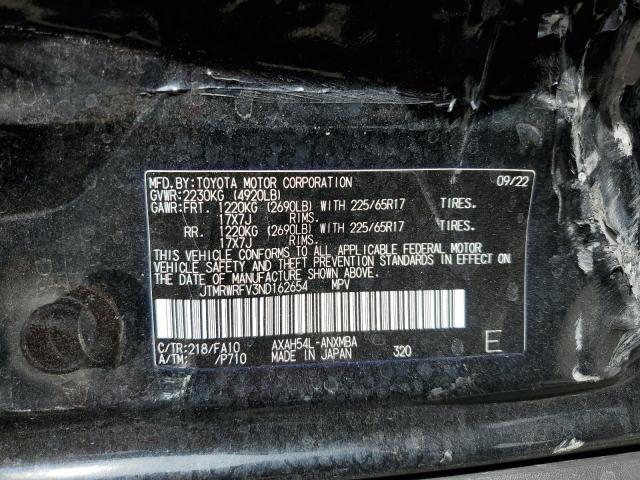 MFD.BY:TOYOTA MOTOR CORPORATION 09/22
GVWR:2230KG (4920LB)
GAWR:FRT. 1220KG (2690LB) WITH 225/65R17 TIRES.
17X7J RIMS.
RR. 1220KG (2690LB) WITH 225/65R17 TIRES.
17X7J RIMS.
THIS VEHICLE CONFORMS TO ALL APPLICABLE FEDERAL MOTOR
VEHICLE SAFETY AND THEFT PREVENTION STANDARDS IN EFFECT
ON THE DATE OF MANUFACTURE SHOWN ABOVE.
JTMRWRFV3ND162654 MPV
C/TR:218/FA10 AXAH54L-ANXMBA
A/TM: /P710 MADE IN JAPAN 320 E